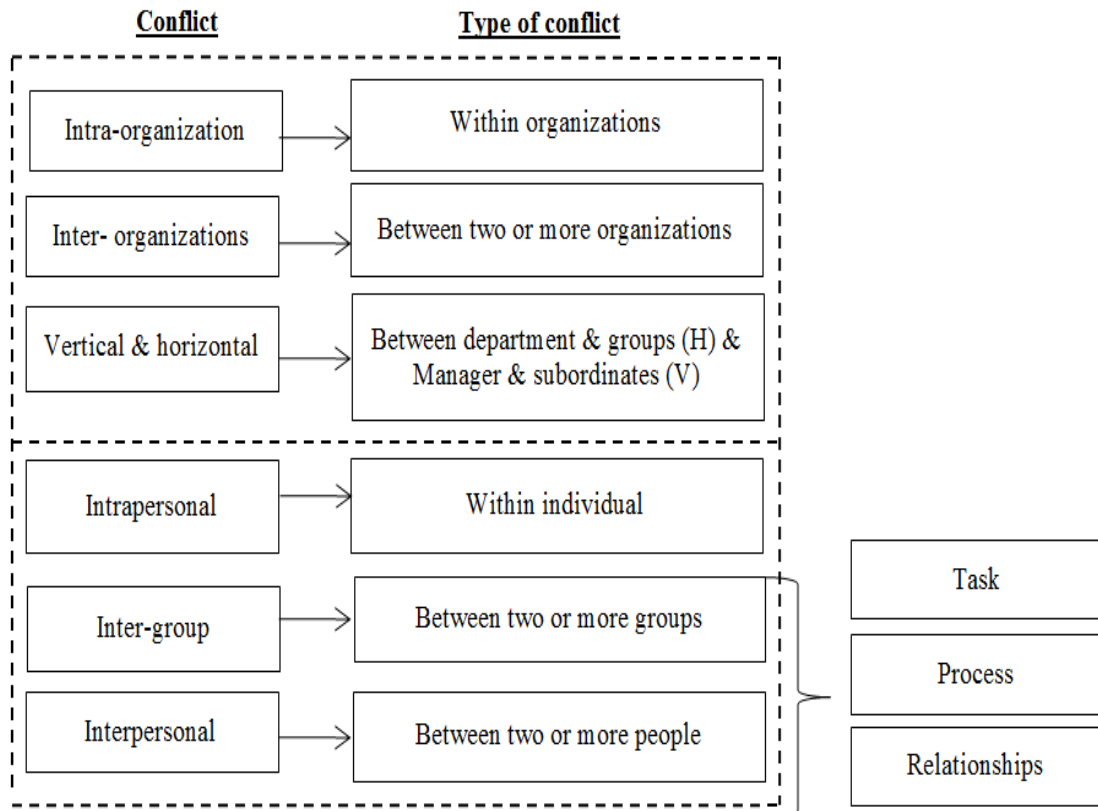 Conflict
Type of conflict
Intra-organization
Within organizations
Inter- organizations
Between two or more organizations
Vertical & horizontal
Between department & groups (H) &
Manager & subordinates (V)
Intrapersonal
Within individual
Inter-group
Between two or more groups
Interpersonal
Between two or more people
Task
Process
Relationships